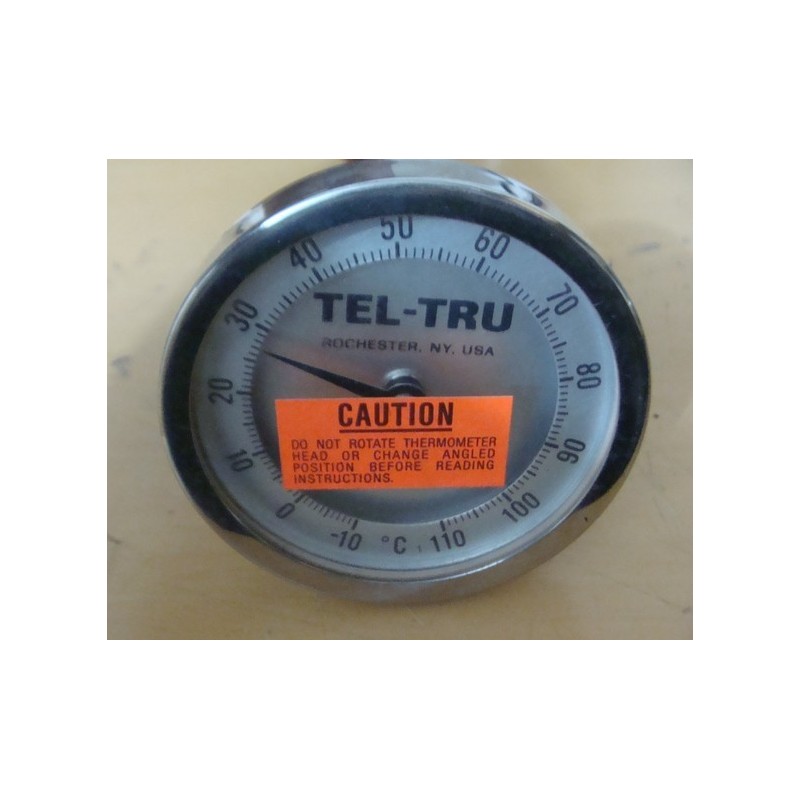 50
40 60
30 70
20 80
10 90
0 100
-10 °C 110
TEL-TRU
ROCHESTER, NY, USA
CAUTION
DO NOT ROTATE THERMOMETER
HEAD OR CHANGE ANGLED
POSITION BEFORE READING
INSTRUCTIONS.